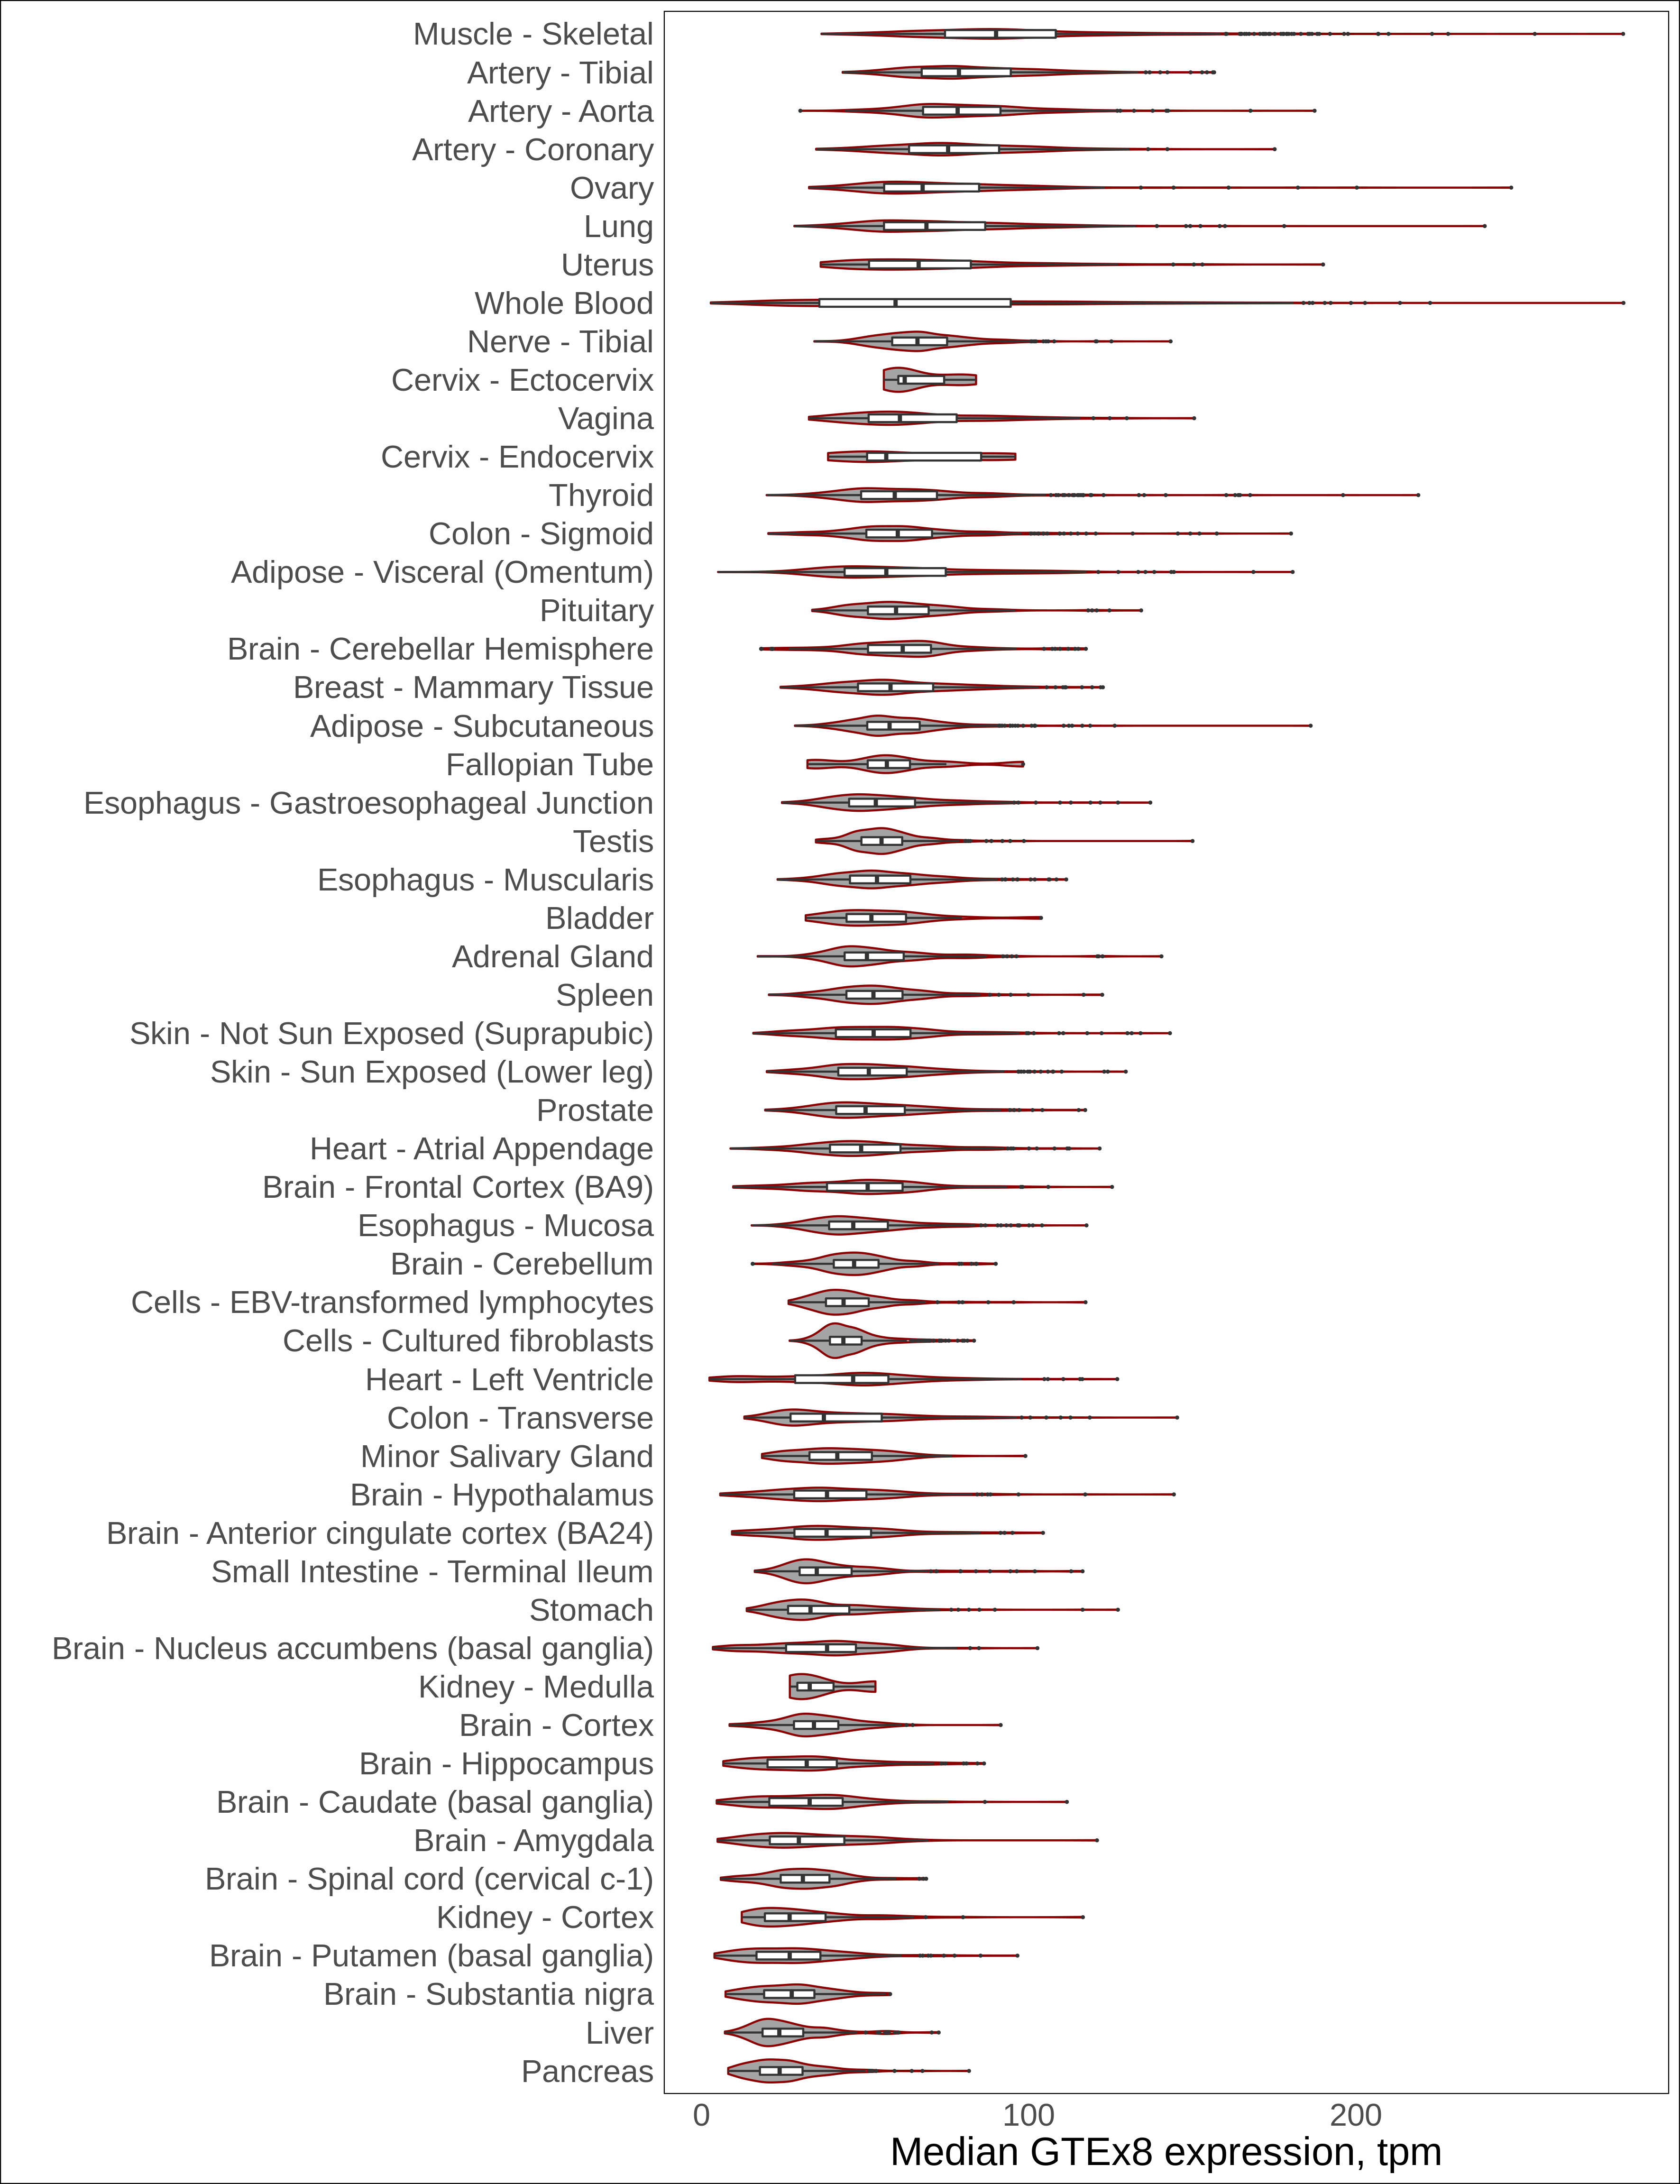 Muscle - Skeletal
Artery - Tibial
Artery - Aorta
Artery - Coronary
Ovary
Lung
Uterus
Whole Blood
Nerve - Tibial
Cervix - Ectocervix
Vagina
Cervix - Endocervix
Thyroid
Colon - Sigmoid
Adipose - Visceral (Omentum)
Pituitary
Brain - Cerebellar Hemisphere
Breast - Mammary Tissue
Adipose - Subcutaneous
Fallopian Tube
Esophagus - Gastroesophageal Junction
Testis
Esophagus - Muscularis
Bladder
Adrenal Gland
Spleen
Skin - Not Sun Exposed (Suprapubic)
Skin - Sun Exposed (Lower leg)
Prostate
Heart - Atrial Appendage
Brain - Frontal Cortex (BA9)
Esophagus - Mucosa
Brain - Cerebellum
Cells - EBV-transformed lymphocytes
Cells - Cultured fibroblasts
Heart - Left Ventricle
Colon - Transverse
Minor Salivary Gland
Brain - Hypothalamus
Brain - Anterior cingulate cortex (BA24)
Small Intestine - Terminal Ileum
Stomach
Brain - Nucleus accumbens (basal ganglia)
Kidney - Medulla
Brain - Cortex
Brain - Hippocampus
Brain - Caudate (basal ganglia)
Brain - Amygdala
Brain - Spinal cord (cervical c-1)
Kidney - Cortex
Brain - Putamen (basal ganglia)
Brain - Substantia nigra
Liver
Pancreas
0 100 200
Median GTEx8 expression, tpm